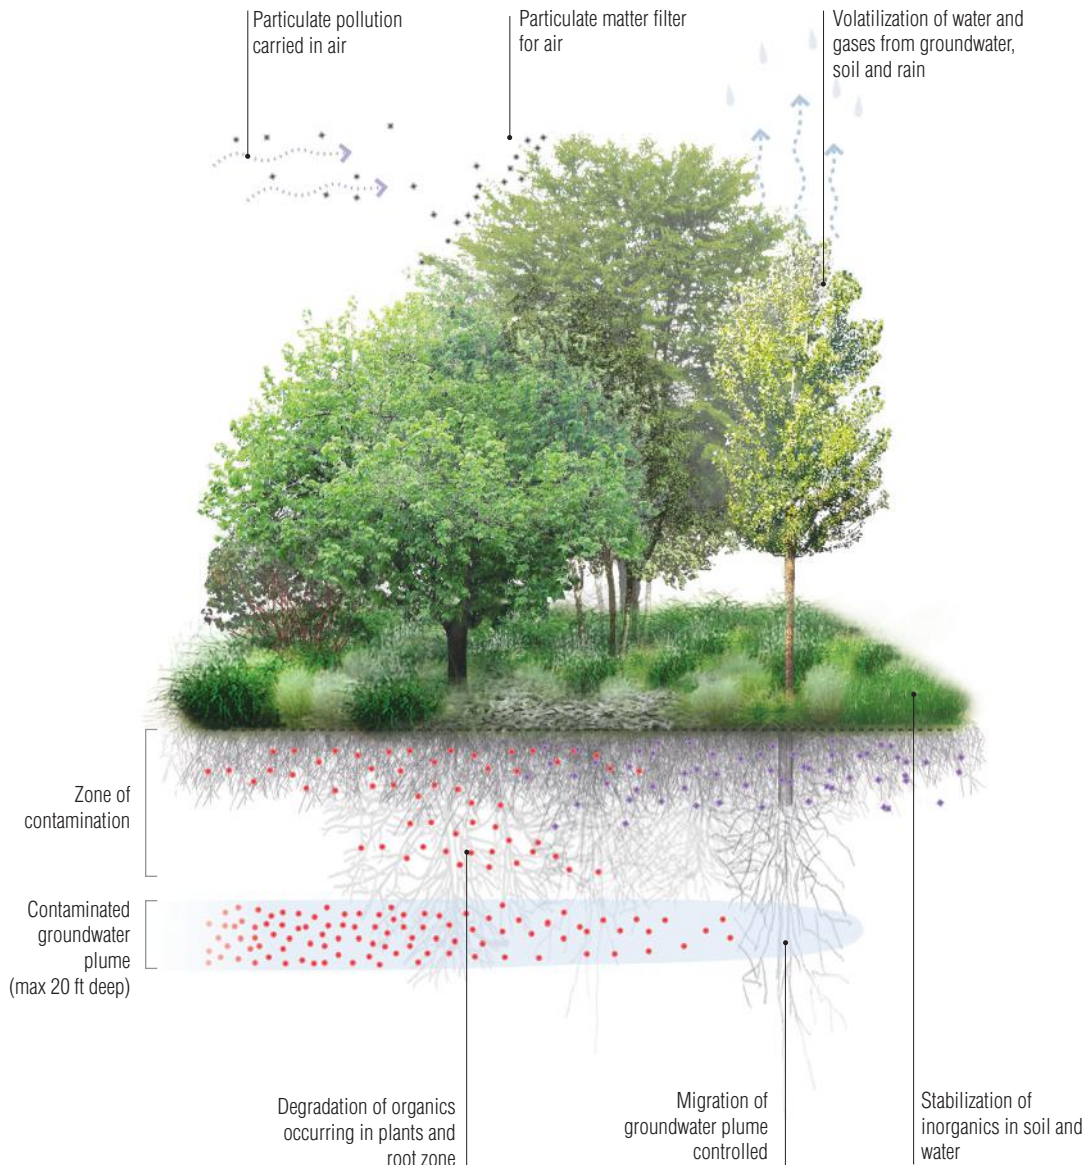 Particulate pollution
carried in air
Particulate matter filter
for air
Volatilization of water and
gases from groundwater,
soil and rain
Zone of
contamination
Contaminated
groundwater
plume
(max 20 ft deep)
Degradation of organics
occurring in plants and
root zone
Migration of
groundwater plume
controlled
Stabilization of
inorganics in soil and
water